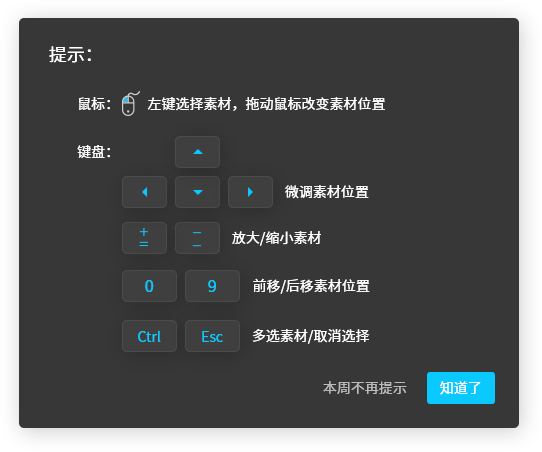 提示：
鼠标： 左键选择素材，拖动鼠标改变素材位置
键盘：
微调素材位置
+ = − _ 放大/缩小素材
0 9 前移/后移素材位置
Ctrl Esc 多选素材/取消选择
本周不再提示 知道了